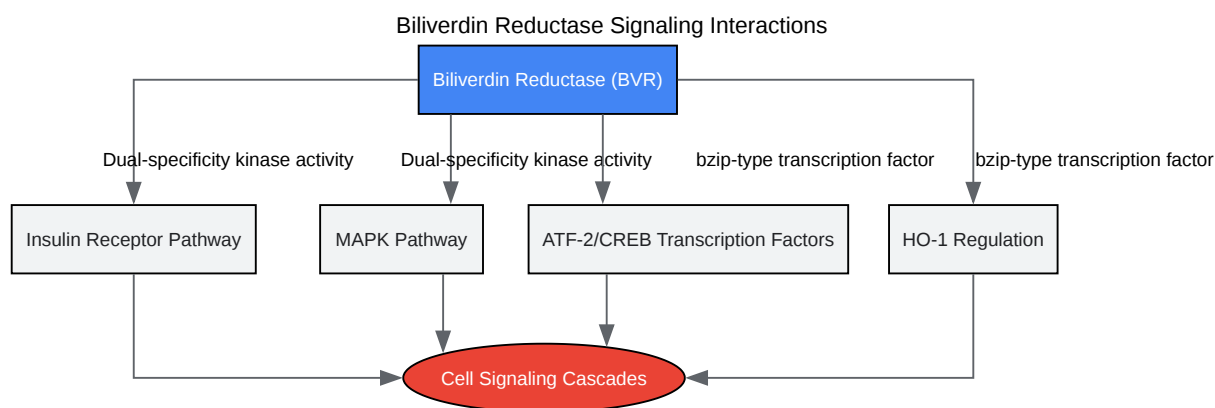 Biliverdin Reductase Signaling Interactions
Biliverdin Reductase (BVR)
Dual-specificity kinase activity
Dual-specificity kinase activity
bzip-type transcription factor
bzip-type transcription factor
Insulin Receptor Pathway
MAPK Pathway
ATF-2/CREB Transcription Factors
HO-1 Regulation
Cell Signaling Cascades